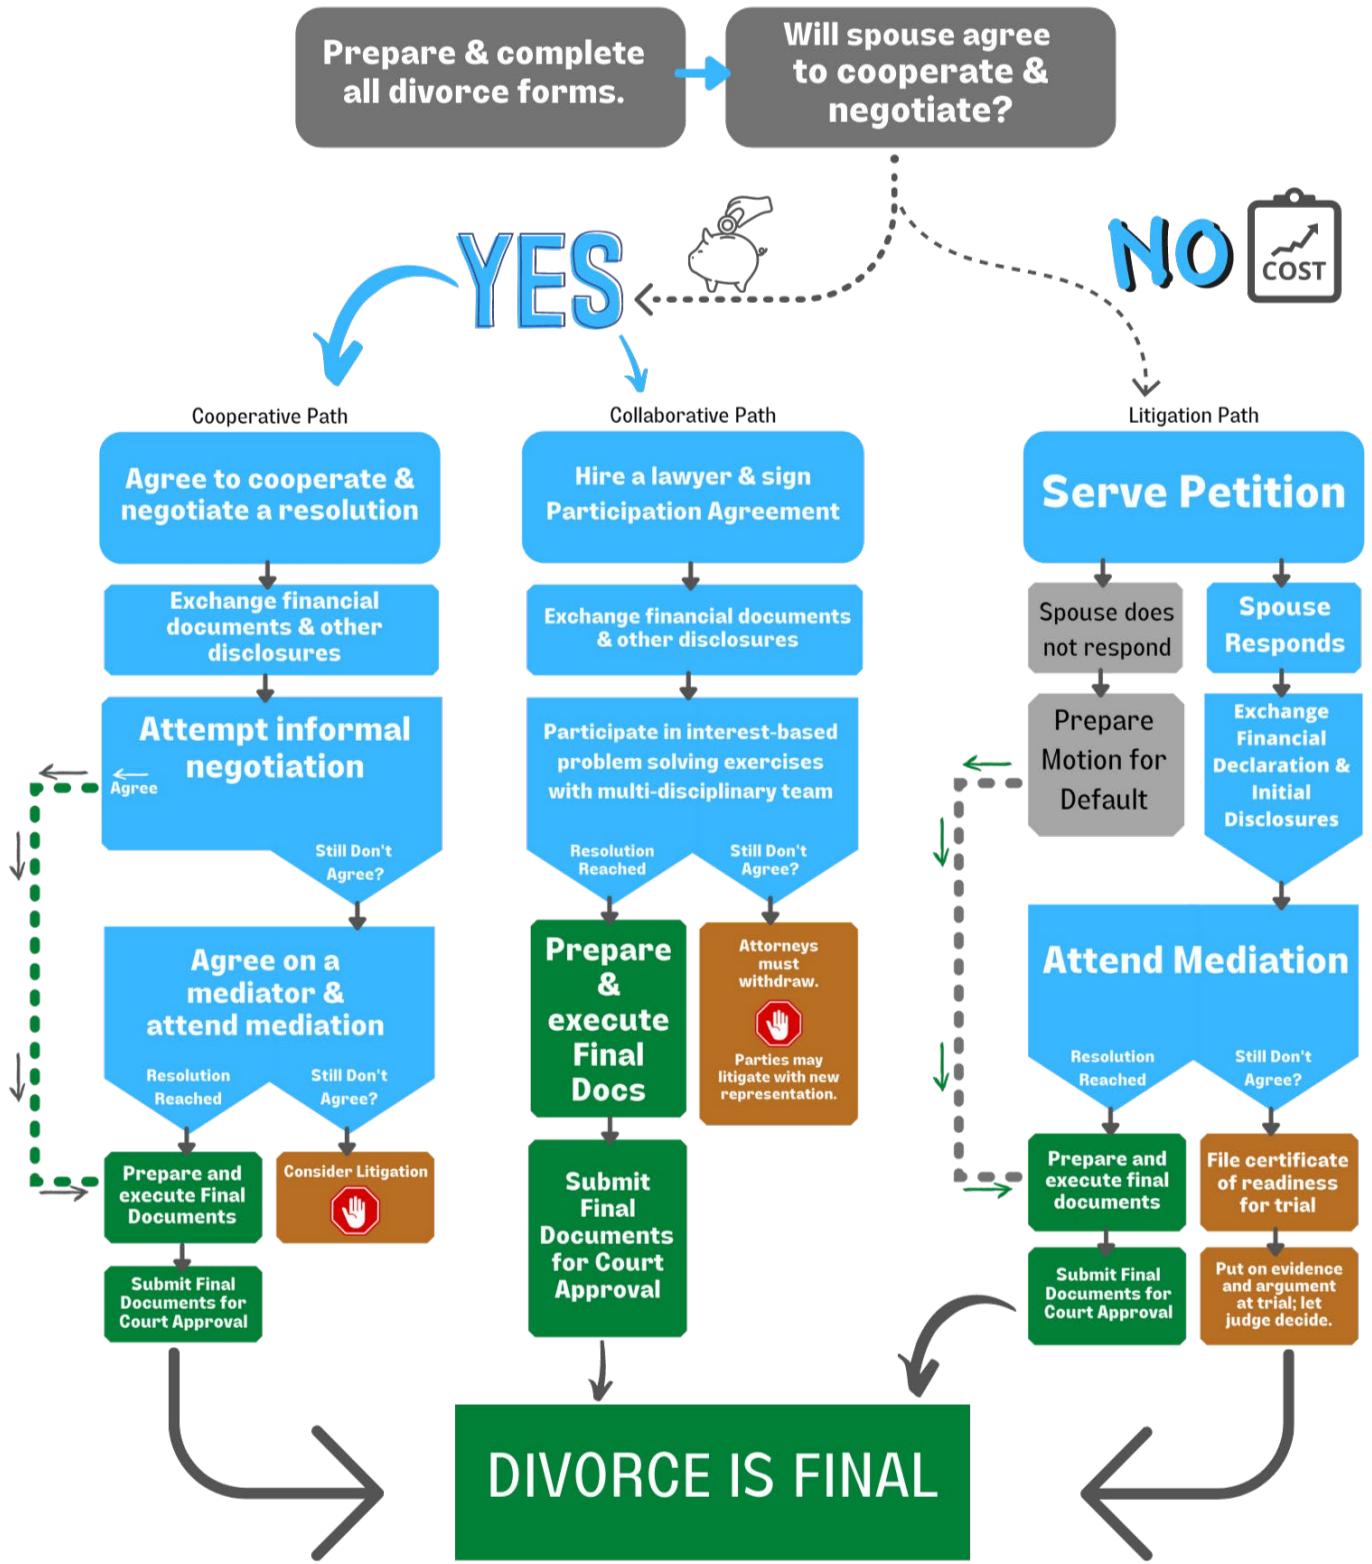 Prepare & complete
all divorce forms.
Will spouse agree
to cooperate &
negotiate?
YES
NO
COST
Cooperative Path
Agree to cooperate &
negotiate a resolution
Exchange financial
documents & other
disclosures
Attempt informal
negotiation
Agree
Still Don't
Agree?
Agree on a
mediator &
attend mediation
Resolution
Reached
Still Don't
Agree?
Prepare and
execute Final
Documents
Consider Litigation
Submit Final
Documents for
Court Approval
Collaborative Path
Hire a lawyer & sign
Participation Agreement
Exchange financial documents
& other disclosures
Participate in interest-based
problem solving exercises
with multi-disciplinary team
Resolution
Reached
Still Don't
Agree?
Prepare
&
execute
Final
Docs
Attorneys
must
withdraw.
Parties may
litigate with new
representation.
Submit
Final
Documents
for Court
Approval
Litigation Path
Serve Petition
Spouse does
not respond
Spouse
Responds
Prepare
Motion for
Default
Exchange
Financial
Declaration &
Initial
Disclosures
Attend Mediation
Resolution
Reached
Still Don't
Agree?
Prepare and
execute final
documents
File certificate
of readiness
for trial
Submit Final
Documents for
Court Approval
Put on evidence
and argument
at trial; let
judge decide.
DIVORCE IS FINAL